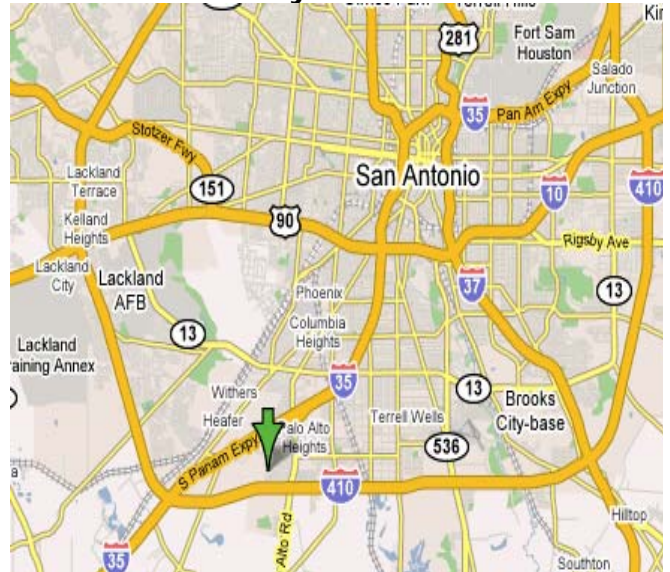 281
Fort Sam
Houston
Salado
Junction
35
Pan Am Expy
Stotzer Fwy
Lackland
Terrace
151
San Antonio
10
410
Kelland
Heights
90
Rigsby Ave
Lackland
City
Lackland
AFB
37
13
Phoenix
Columbia
Heights
13
Lackland
raining Annex
35
13
Brooks
City-base
Withers
Heafer
Terrell Wells
alo Alto
Heights
536
S Panam Expy
410
Alto Rd
Hilltop
35
Southton